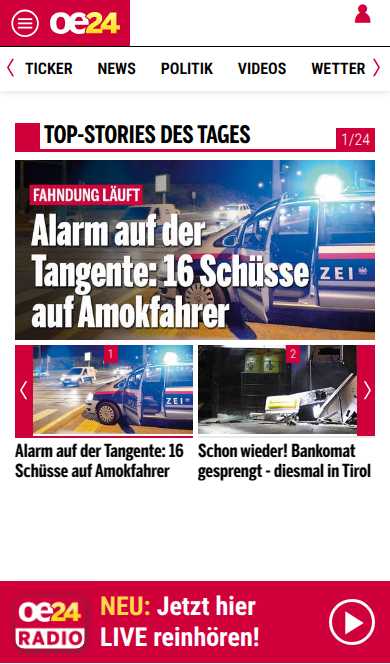 oe24
TICKER NEWS POLITIK VIDEOS WETTER
TOP-STORIES DES TAGES
1/24
FAHNDUNG LÄUFT
Alarm auf der
Tangente: 16 Schüsse
auf Amokfahrer
ZEI
1
2
Alarm auf der Tangente: 16
Schüsse auf Amokfahrer
Schon wieder! Bankomat
gesprengt - diesmal in Tirol
oe24
RADIO
NEU: Jetzt hier
LIVE reinhören!